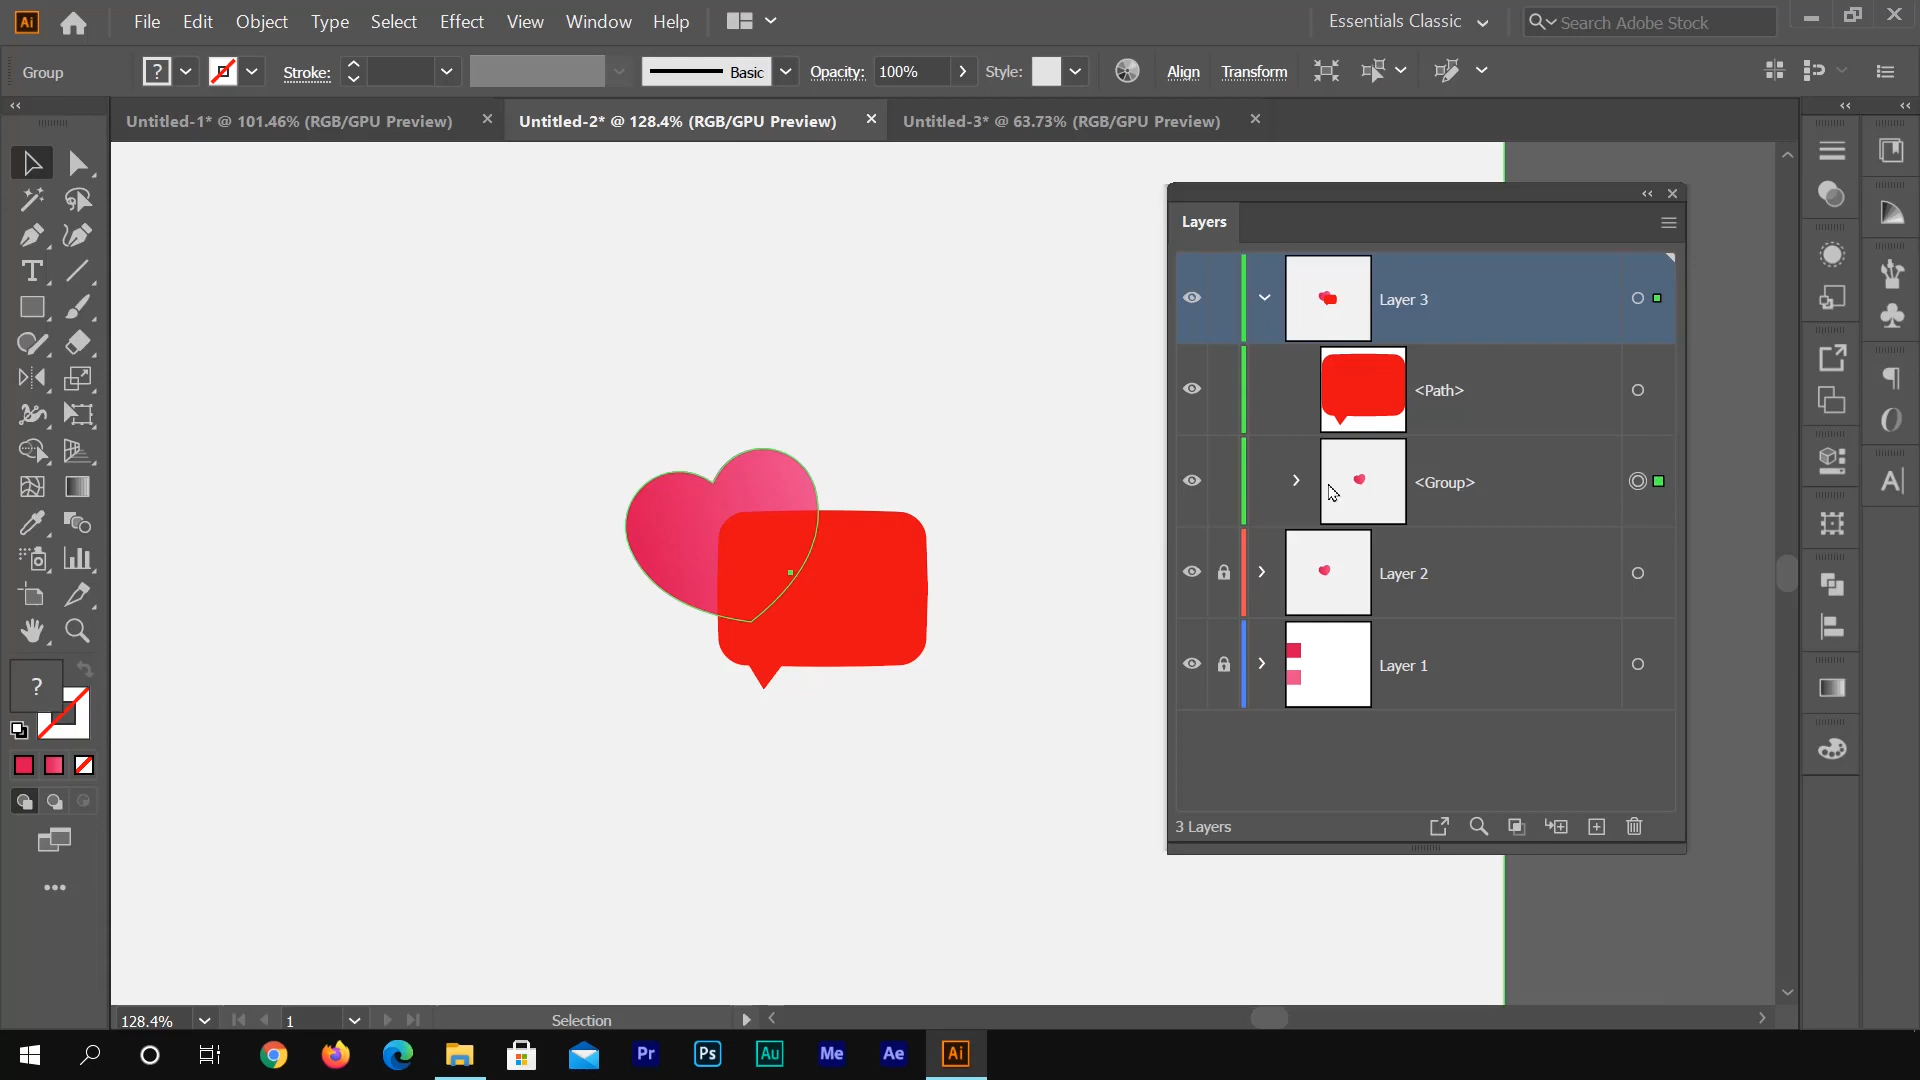 Ai File Edit Object Type Select Effect View Window Help Essentials Classic Search Adobe Stock
Group ? Stroke: Basic Opacity: 100% Style: Align Transform
Untitled-1* @ 101.46% (RGB/GPU Preview) Untitled-2* @ 128.4% (RGB/GPU Preview) Untitled-3* @ 63.73% (RGB/GPU Preview)
Layers
Layer 3
<Path>
<Group>
Layer 2
Layer 1
?
3 Layers
128.4% 1 Selection
Pr Ps Au Me Ae Ai